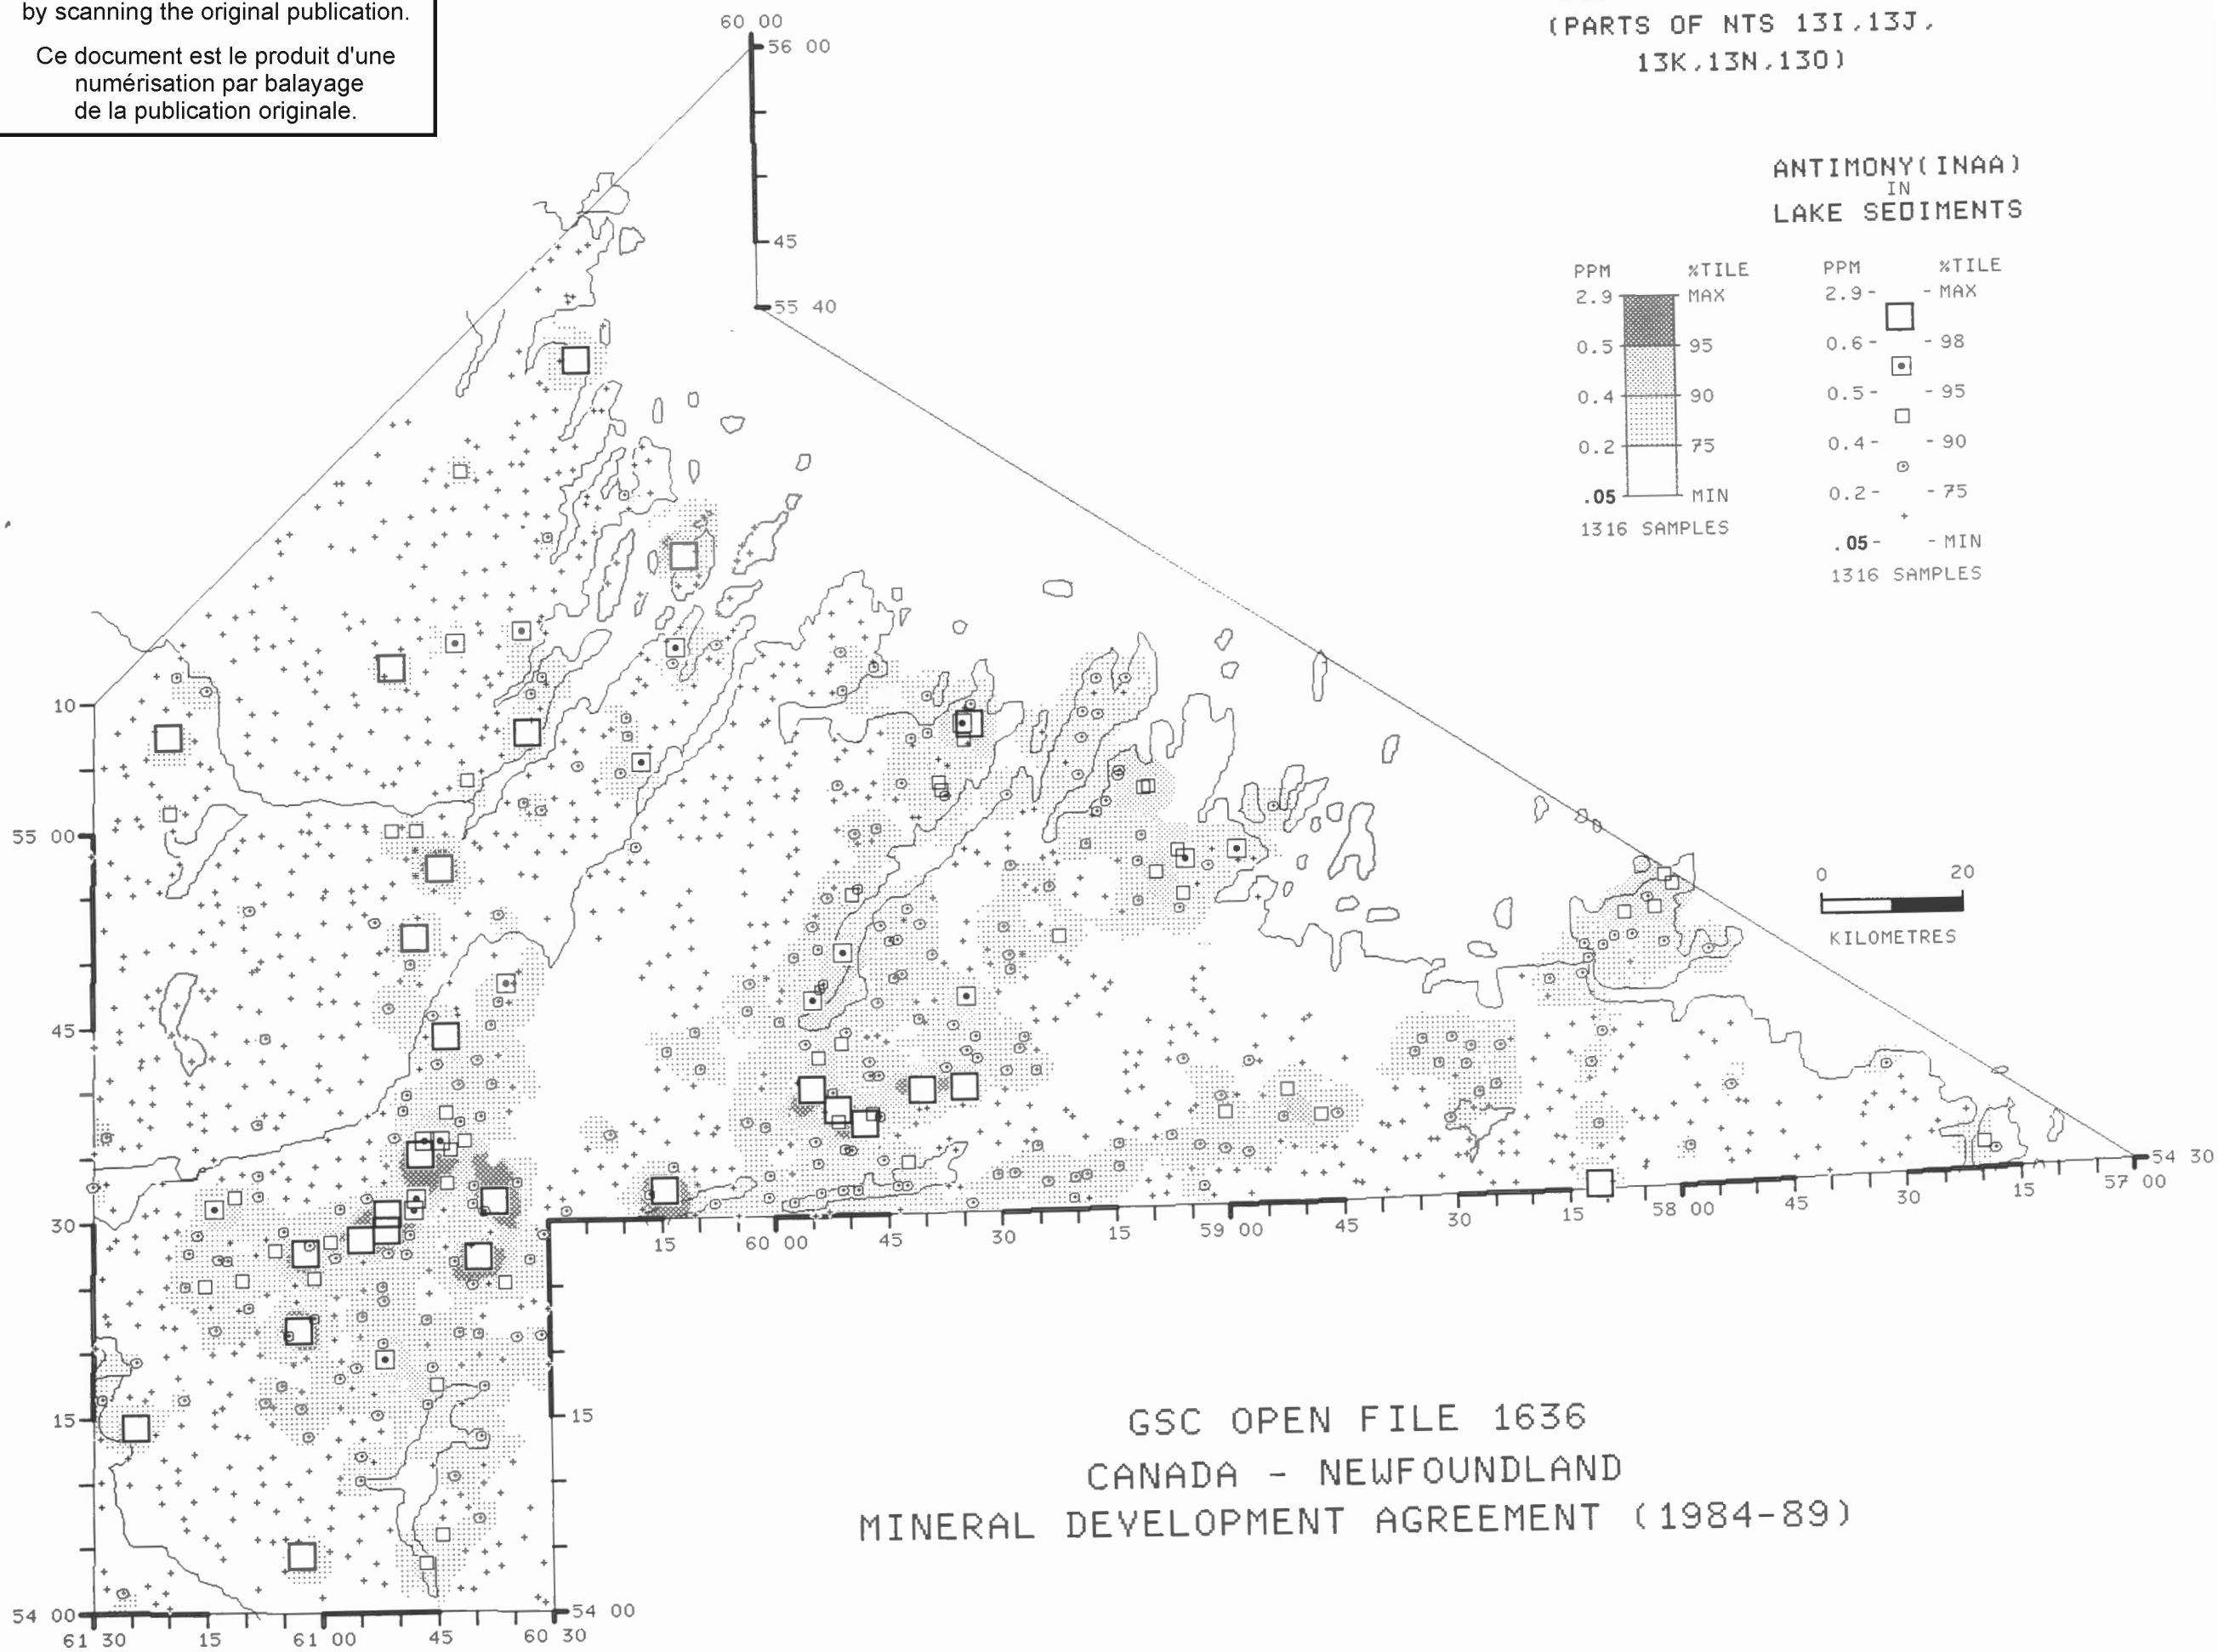 by scanning the original publication.
Ce document est le produit d'une
numérisation par balayage
de la publication originale.
(PARTS OF NTS 13I,13J,
13K,13N,13O)
ANTIMONY(INAA)
IN
LAKE SEDIMENTS
PPM %TILE
2.9 MAX
0.5 95
0.4 90
0.2 75
.05 MIN
1316 SAMPLES
PPM %TILE
2.9- - MAX
0.6- - 98
0.5- - 95
0.4- - 90
0.2- - 75
.05- - MIN
1316 SAMPLES
60 00
56 00
45
55 40
10
55 00
45
30
15
54 00
61 30 15 61 00 45 60 30
54 00
15
15 60 00 45 30 15 59 00 45 30 15 58 00 45 30 15 57 00
54 30
0 20
KILOMETRES
GSC OPEN FILE 1636
CANADA - NEWFOUNDLAND
MINERAL DEVELOPMENT AGREEMENT (1984-89)